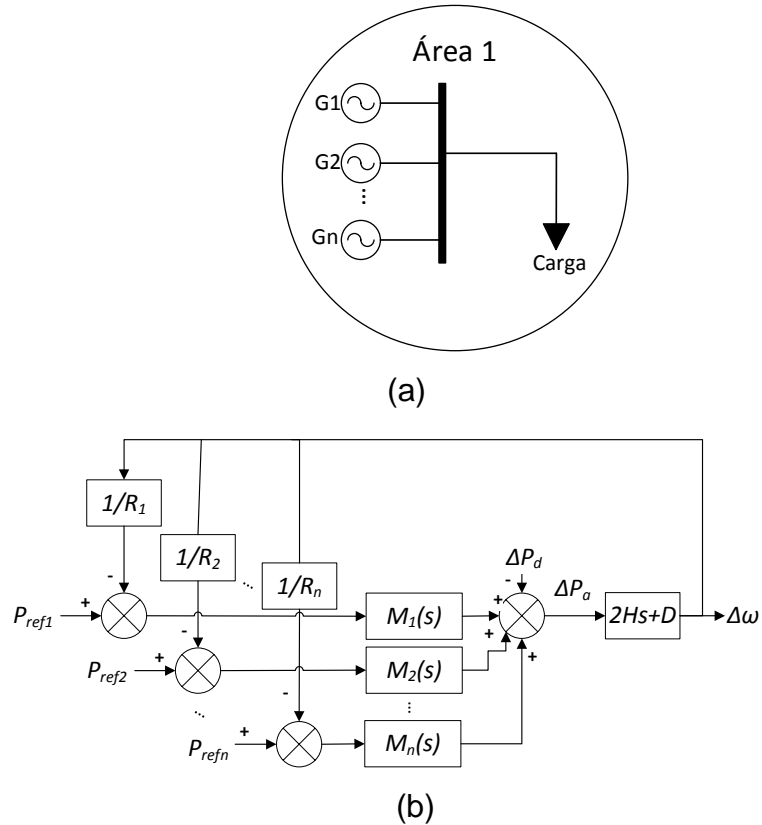 Área 1
G1
G2
...
Gn
Carga
(a)
1/R1
1/R2
...
1/Rn
-
-
-
ΔPd
-
Pref1
+
M1(s)
+
ΔPa
2Hs+D
Δω
Pref2
+
M2(s)
+
+
...
...
Prefn
+
Mn(s)
(b)